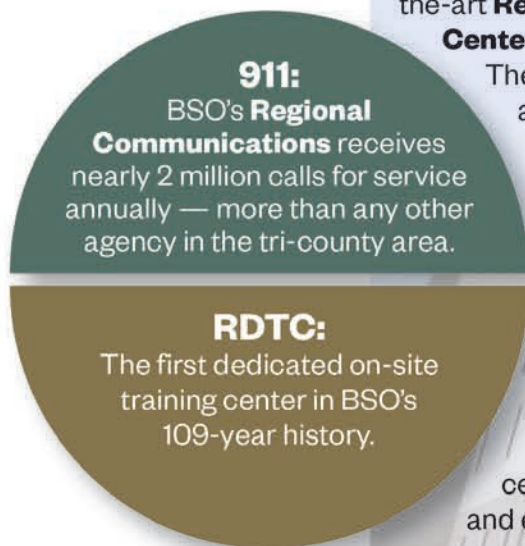 the-art Re
Cente
The
a
911:
BSO's Regional
Communications receives
nearly 2 million calls for service
annually — more than any other
agency in the tri-county area.
RDTC:
The first dedicated on-site
training center in BSO's
109-year history.
ce
and e